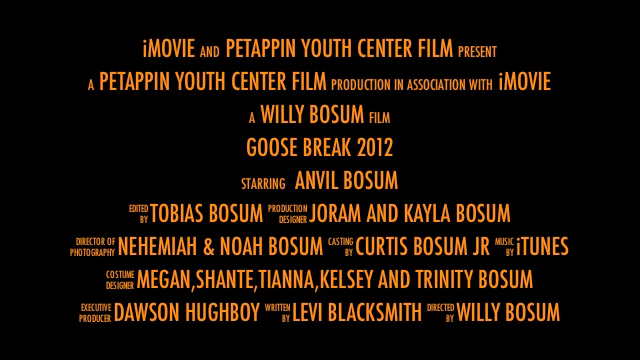 iMOVIE AND PETAPPIN YOUTH CENTER FILM PRESENT
A PETAPPIN YOUTH CENTER FILM PRODUCTION IN ASSOCIATION WITH iMOVIE
A WILLY BOSUM FILM
GOOSE BREAK 2012
STARRING ANVIL BOSUM
EDITED BY TOBIAS BOSUM PRODUCTION DESIGNER JORAM AND KAYLA BOSUM
DIRECTOR OF PHOTOGRAPHY NEHEMIAH & NOAH BOSUM CASTING BY CURTIS BOSUM JR MUSIC BY iTUNES
COSTUME DESIGNER MEGAN,SHANTE,TIANNA,KELSEY AND TRINITY BOSUM
EXECUTIVE PRODUCER DAWSON HUGHBOY WRITTEN BY LEVI BLACKSMITH DIRECTED BY WILLY BOSUM